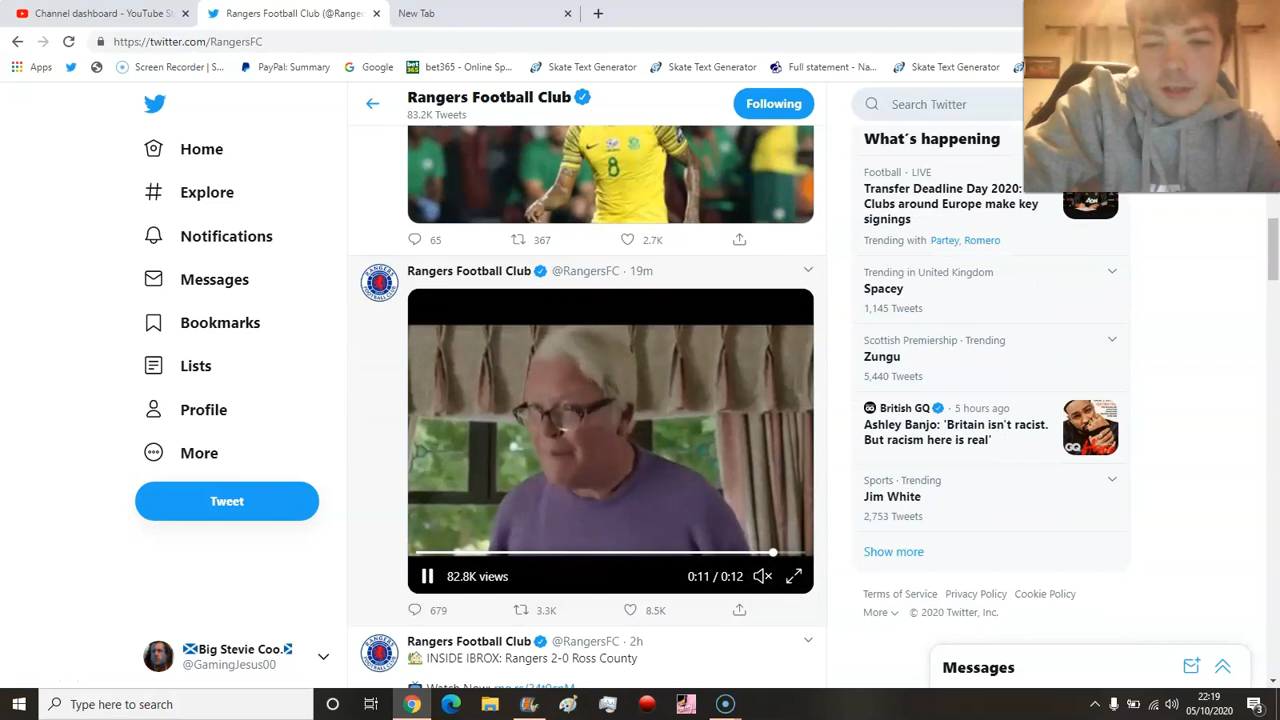 Channel dashboard - YouTube St
Rangers Football Club (@Range
New Tab
https://twitter.com/RangersFC
Apps
Screen Recorder | S...
PayPal: Summary
Google
bet365 - Online Sp...
Skate Text Generator
Skate Text Generator
Full statement - Na...
Skate Text Generator
Rangers Football Club
83.2K Tweets
Following
Search Twitter
Home
Explore
Notifications
Messages
Bookmarks
Lists
Profile
More
Tweet
Big Stevie Coo.
@GamingJesus00
8
65
367
2.7K
Rangers Football Club @RangersFC · 19m
82.8K views
0:11 / 0:12
679
3.3K
8.5K
Rangers Football Club @RangersFC · 2h
INSIDE IBROX: Rangers 2-0 Ross County
What's happening
Football · LIVE
Transfer Deadline Day 2020:
Clubs around Europe make key
signings
Trending with Partey, Romero
Trending in United Kingdom
Spacey
1,145 Tweets
Scottish Premiership · Trending
Zungu
5,440 Tweets
British GQ · 5 hours ago
Ashley Banjo: 'Britain isn't racist.
But racism here is real'
Sports · Trending
Jim White
2,753 Tweets
Show more
Terms of Service Privacy Policy Cookie Policy
More © 2020 Twitter, Inc.
Messages
Type here to search
22:19
05/10/2020